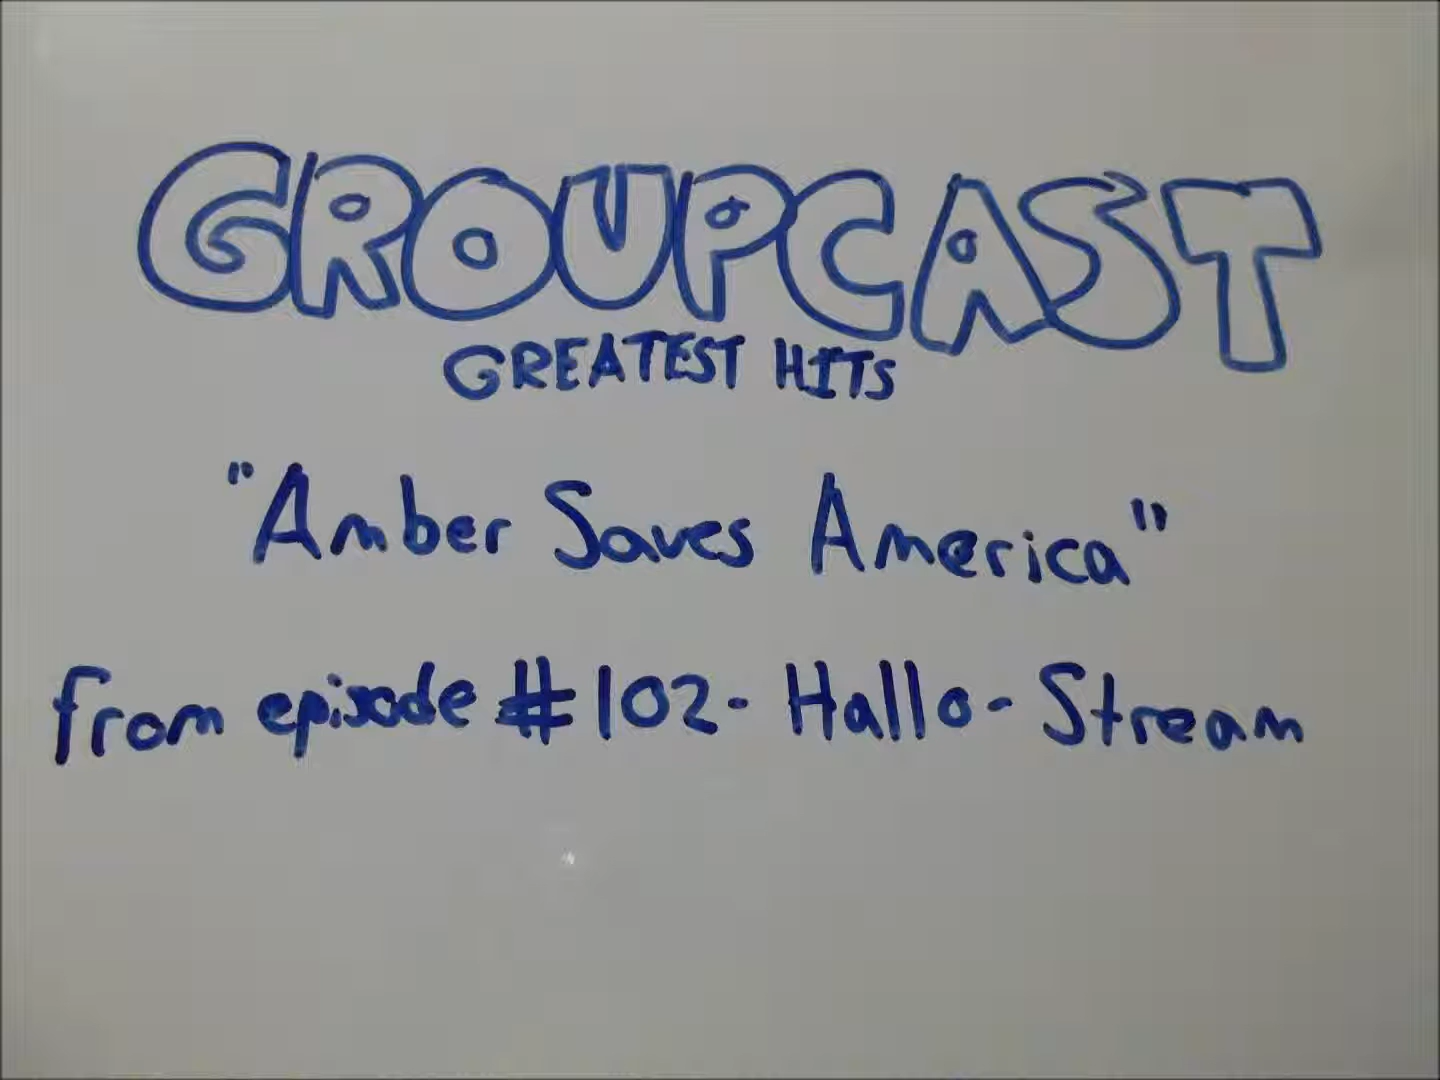 GROUPCAST
GREATEST HITS
"Amber Saves America"
from episode #102- Hallo-Stream